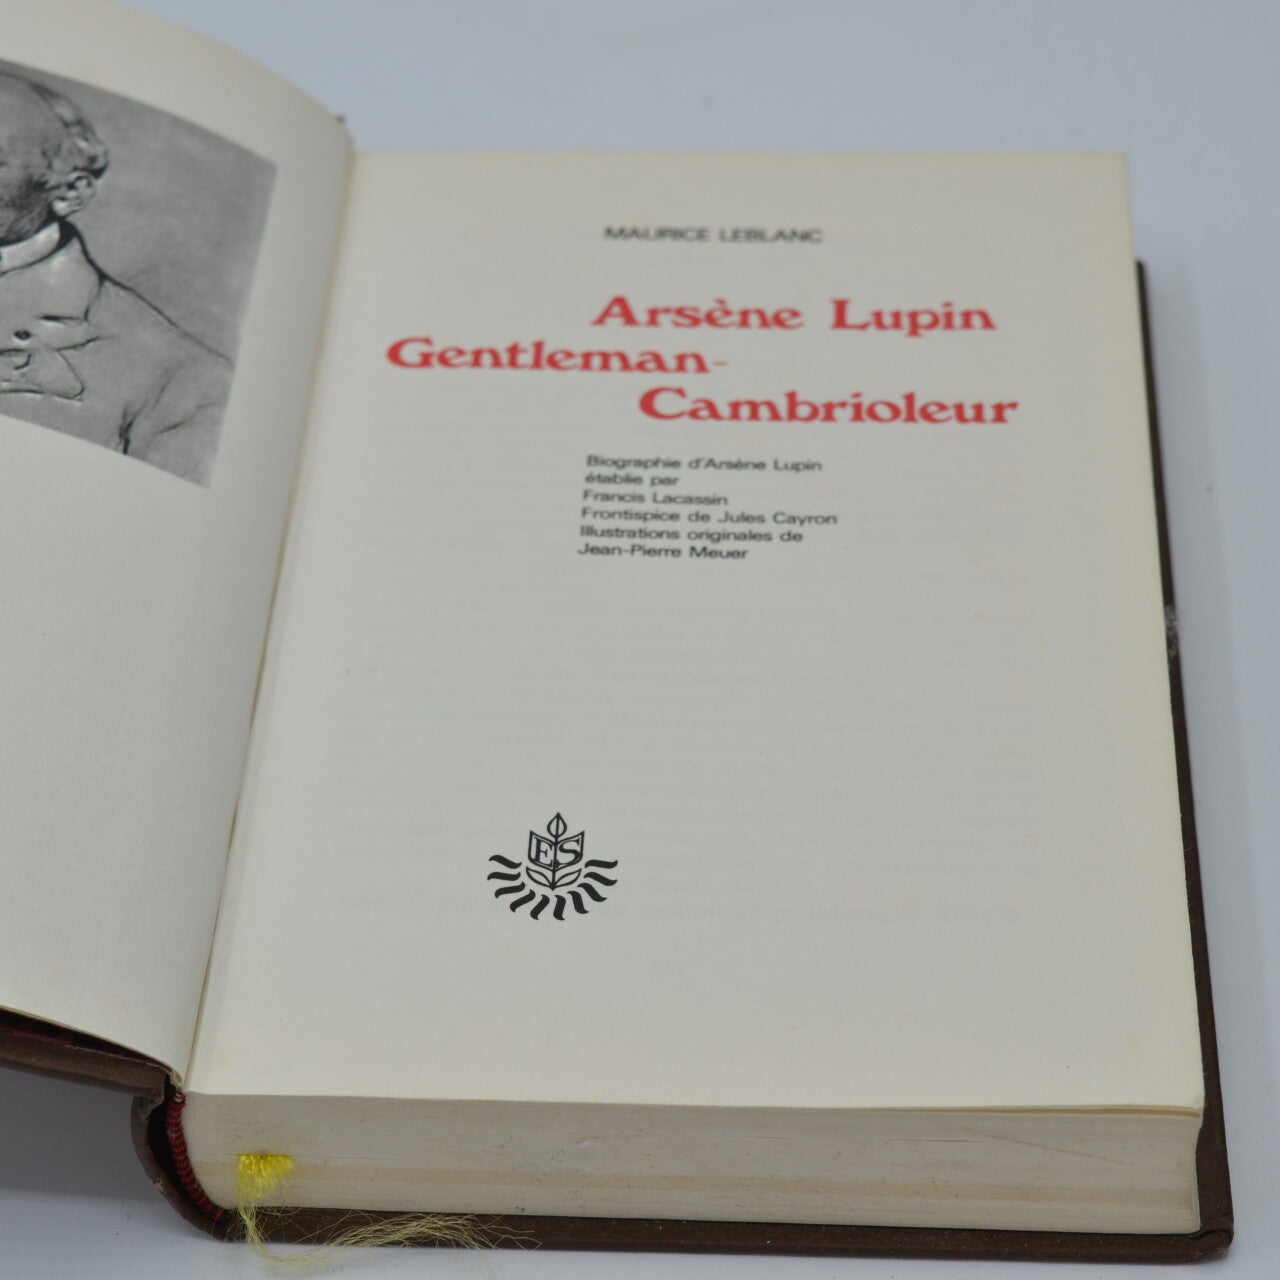 MAURICE LEBLANC
Arsène Lupin
Gentleman-
Cambrioleur
Biographie d'Arsène Lupin
établie par
Francis Lacassin
Frontispice de Jules Cayron
Illustrations originales de
Jean-Pierre Meuer
ES